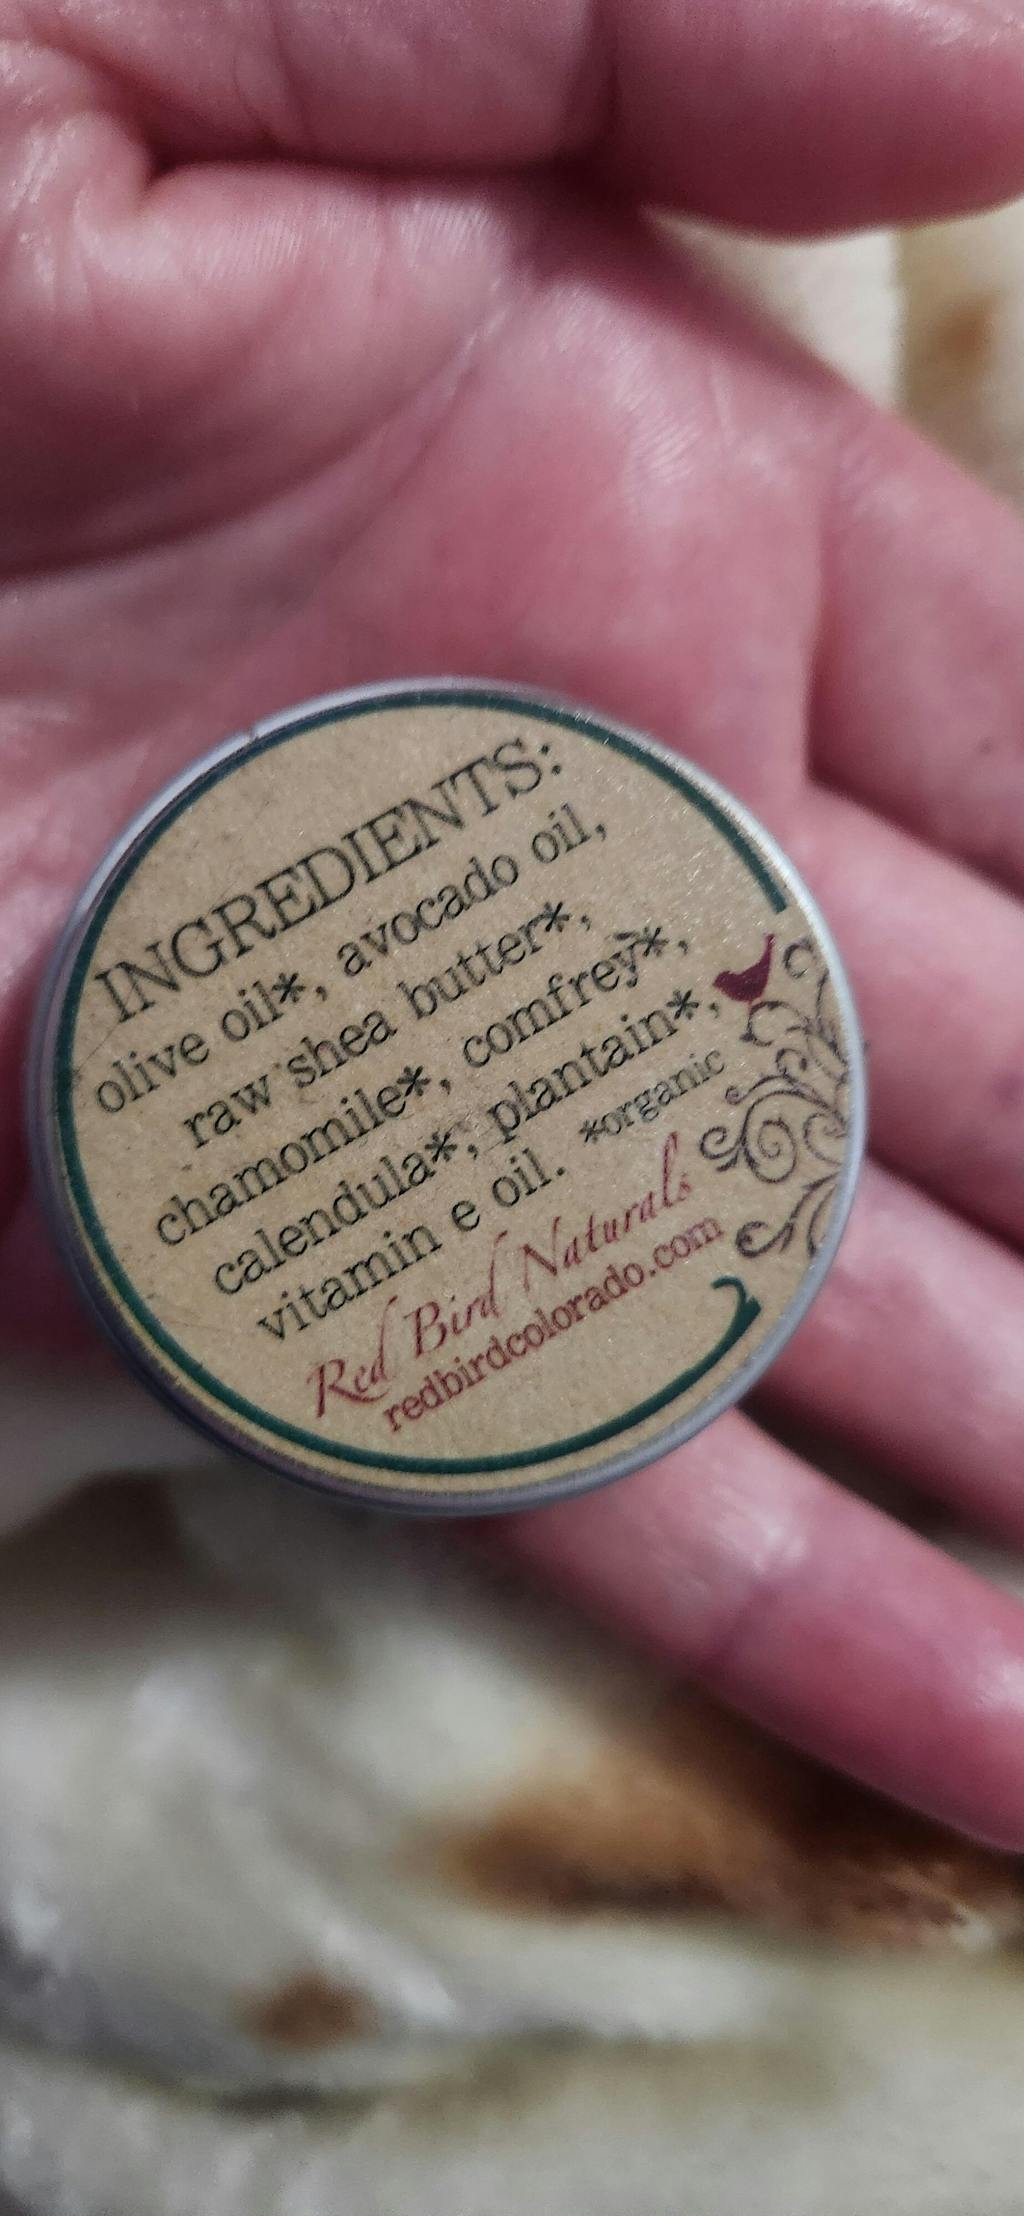 INGREDIENTS:
olive oil*, avocado oil,
raw shea butter*,
chamomile*, comfrey*,
calendula*, plantain*,
vitamin e oil. *organic
Red Bird Naturals
redbirdcolorado.com